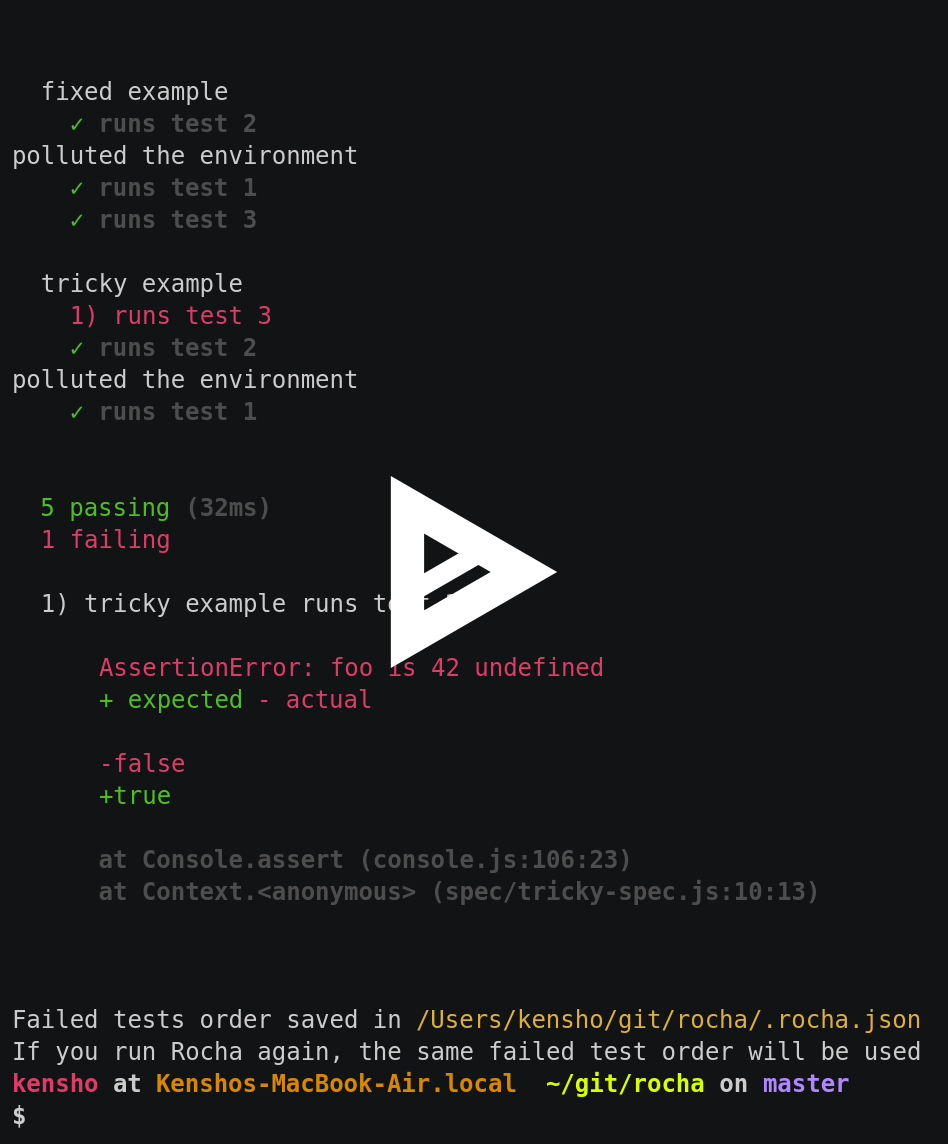 fixed example
✓ runs test 2
polluted the environment
✓ runs test 1
✓ runs test 3
tricky example
1) runs test 3
✓ runs test 2
polluted the environment
✓ runs test 1
5 passing (32ms)
1 failing
1) tricky example runs
AssertionError: foo is 42 undefined
+ expected - actual
-false
+true
at Console.assert (console.js:106:23)
at Context.<anonymous> (spec/tricky-spec.js:10:13)
Failed tests order saved in /Users/kensho/git/rocha/.rocha.json
If you run Rocha again, the same failed test order will be used
kensho at Kenshos-MacBook-Air.local  ~/git/rocha on master
$